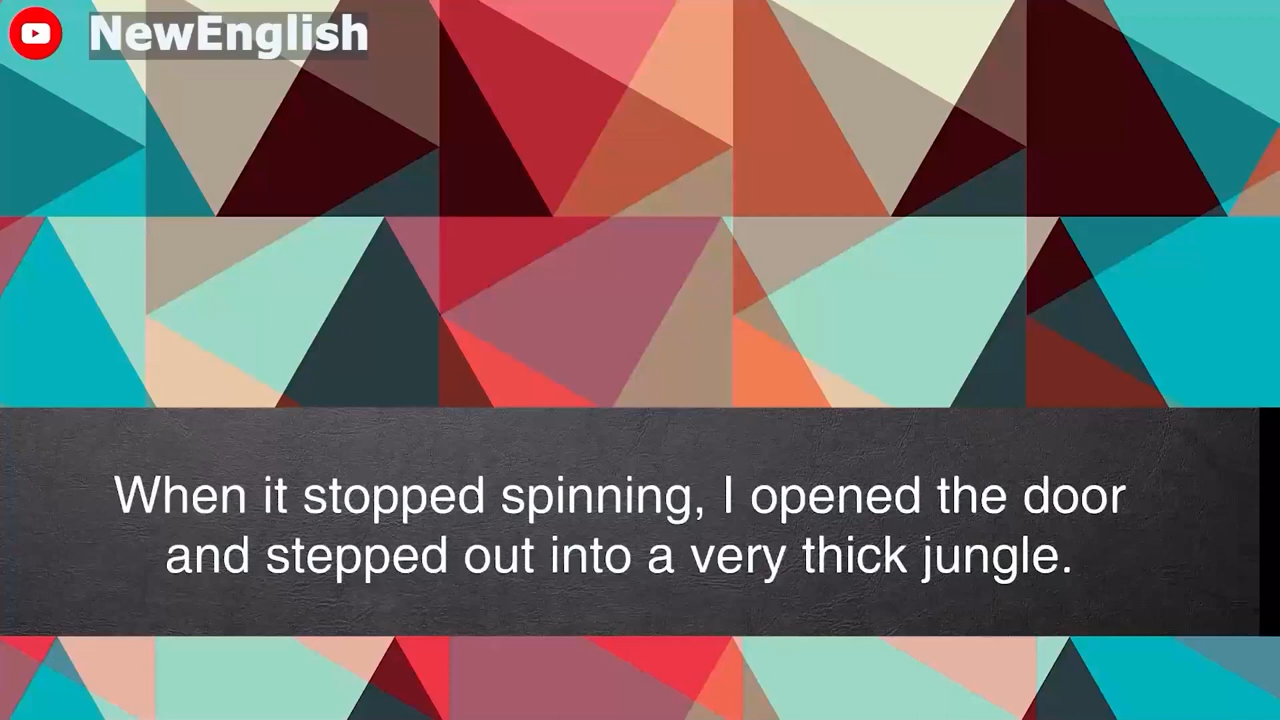 NewEnglish
When it stopped spinning, I opened the door
and stepped out into a very thick jungle.